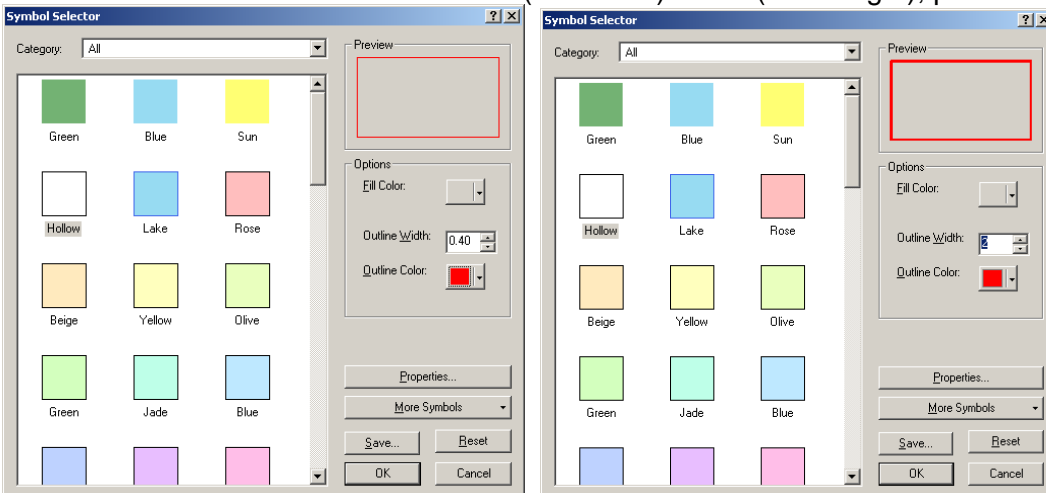 Symbol Selector
Category: All
Green Blue Sun
Hollow Lake Rose
Beige Yellow Olive
Green Jade Blue
Preview
Options
Fill Color:
Outline Width: 0.40
Outline Color:
Properties...
More Symbols
Save... Reset
OK Cancel
Symbol Selector
Category: All
Green Blue Sun
Hollow Lake Rose
Beige Yellow Olive
Green Jade Blue
Preview
Options
Fill Color:
Outline Width: 2
Outline Color:
Properties...
More Symbols
Save... Reset
OK Cancel